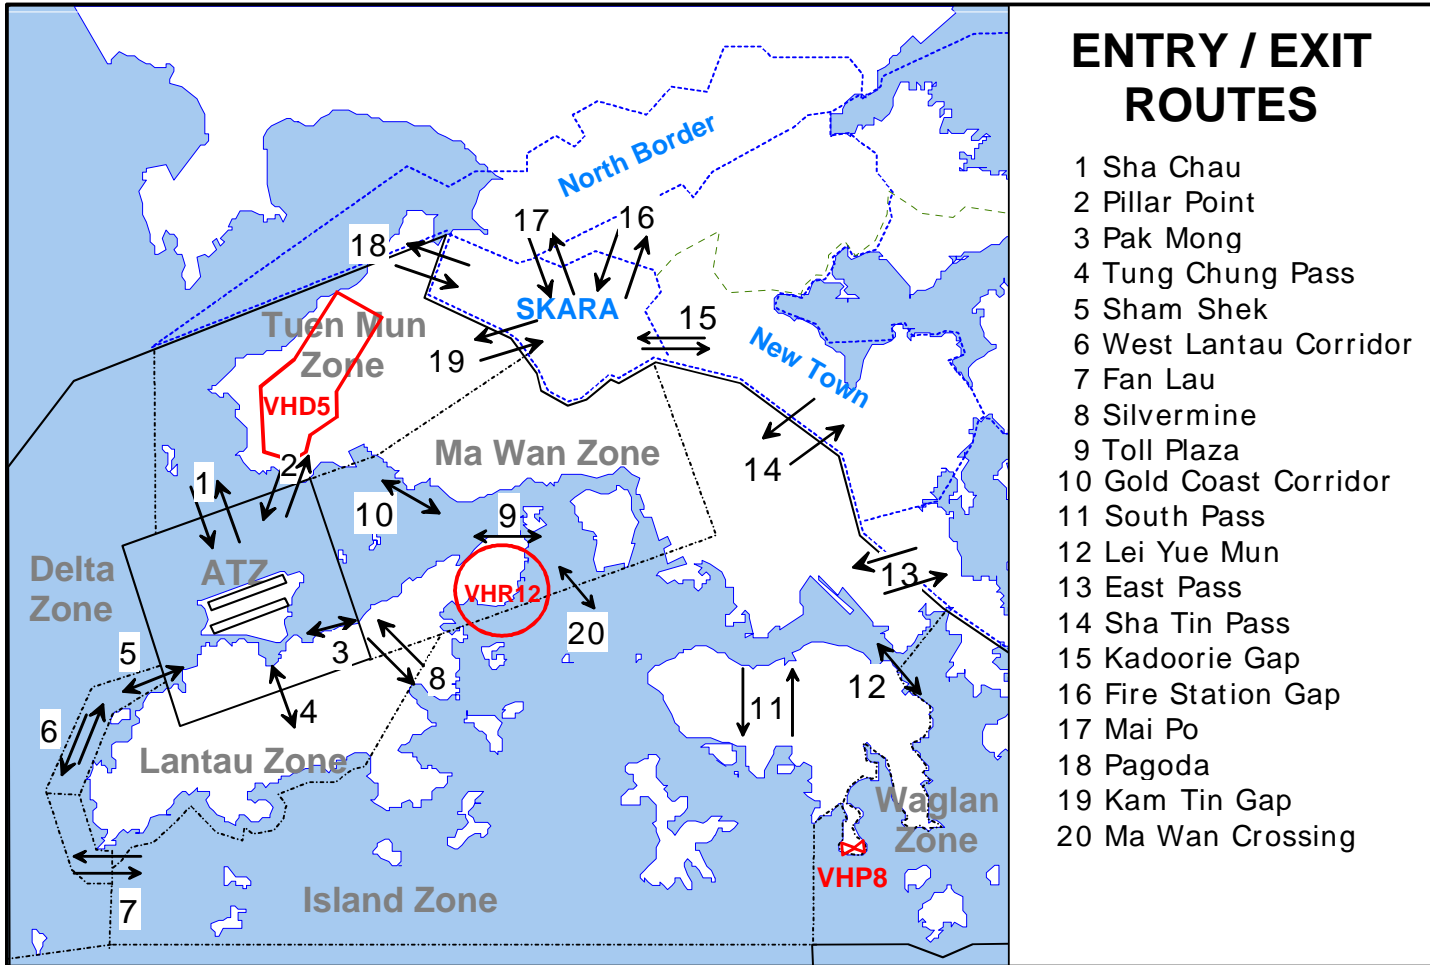 ENTRY / EXIT
ROUTES
1 Sha Chau
2 Pillar Point
3 Pak Mong
4 Tung Chung Pass
5 Sham Shek
6 West Lantau Corridor
7 Fan Lau
8 Silvermine
9 Toll Plaza
10 Gold Coast Corridor
11 South Pass
12 Lei Yue Mun
13 East Pass
14 Sha Tin Pass
15 Kadoorie Gap
16 Fire Station Gap
17 Mai Po
18 Pagoda
19 Kam Tin Gap
20 Ma Wan Crossing
North Border
17
16
18
SKARA
Tuen Mun
Zone
15
19
New Town
VHD5
Ma Wan Zone
2
14
1
10
9
Delta
Zone
ATZ
13
VHR12
20
3
5
8
12
4
11
6
Lantau Zone
Waglan
Zone
VHP8
Island Zone
7